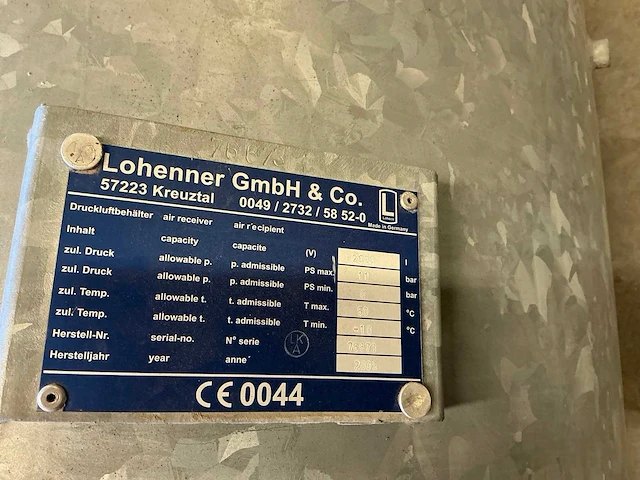 Lohenner GmbH & Co.
57223 Kreuztal 0049 / 2732 / 58 52-0
L
Made in Germany
Druckluftbehälter air receiver air r'ecipient
Inhalt capacity capacite (V) l
zul. Druck allowable p. p. admissible PS max. bar
zul. Druck allowable p. p. admissible PS min. bar
zul. Temp. allowable t. t. admissible T max. °C
zul. Temp. allowable t. t. admissible T min. -10 °C
Herstell-Nr. serial-no. N° serie
Herstelljahr year anne´
CE 0044